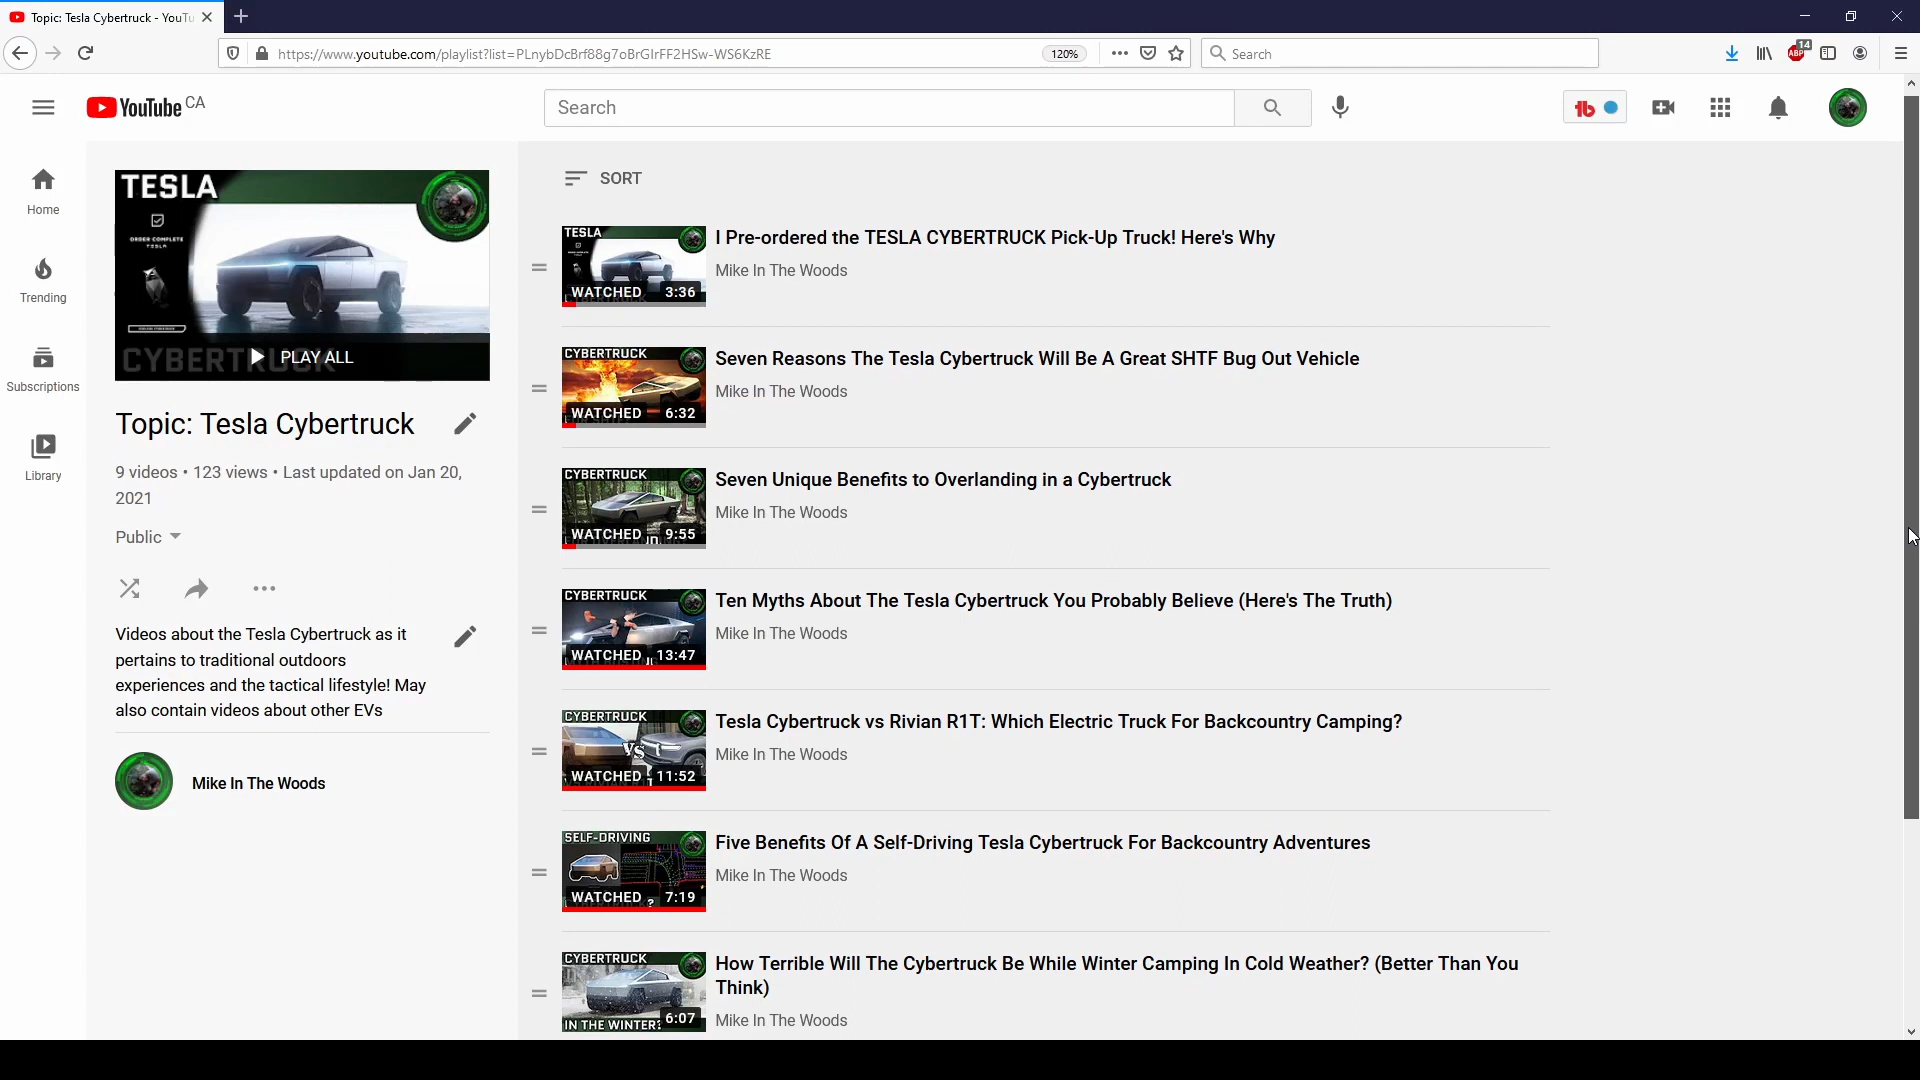 Topic: Tesla Cybertruck - YouTu
https://www.youtube.com/playlist?list=PLnybDcBrf88g7oBrGIrFF2HSw-WS6KzRE
120%
Search
ABP
14
YouTube CA
Search
tb
Home
Trending
Subscriptions
Library
TESLA
ORDER COMPLETE
TESLA
CYBERTRUCK
PLAY ALL
Topic: Tesla Cybertruck
9 videos • 123 views • Last updated on Jan 20,
2021
Public
Videos about the Tesla Cybertruck as it
pertains to traditional outdoors
experiences and the tactical lifestyle! May
also contain videos about other EVs
Mike In The Woods
SORT
TESLA
WATCHED 3:36
I Pre-ordered the TESLA CYBERTRUCK Pick-Up Truck! Here's Why
Mike In The Woods
CYBERTRUCK
WATCHED 6:32
Seven Reasons The Tesla Cybertruck Will Be A Great SHTF Bug Out Vehicle
Mike In The Woods
CYBERTRUCK
WATCHED 9:55
Seven Unique Benefits to Overlanding in a Cybertruck
Mike In The Woods
CYBERTRUCK
WATCHED 13:47
Ten Myths About The Tesla Cybertruck You Probably Believe (Here's The Truth)
Mike In The Woods
CYBERTRUCK
VS
WATCHED 11:52
Tesla Cybertruck vs Rivian R1T: Which Electric Truck For Backcountry Camping?
Mike In The Woods
SELF-DRIVING
WATCHED 7:19
Five Benefits Of A Self-Driving Tesla Cybertruck For Backcountry Adventures
Mike In The Woods
CYBERTRUCK
IN THE WINTER?
6:07
How Terrible Will The Cybertruck Be While Winter Camping In Cold Weather? (Better Than You
Think)
Mike In The Woods